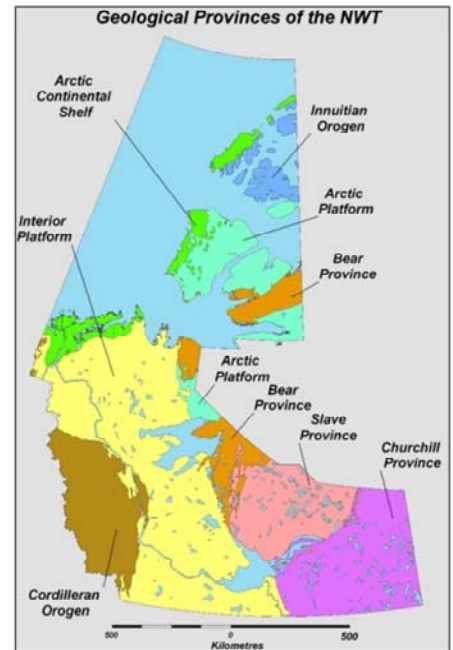 Geological Provinces of the NWT
Arctic
Continental
Shelf
Innuitian
Orogen
Arctic
Platform
Interior
Platform
Bear
Province
Arctic
Platform
Bear
Province
Slave
Province
Churchill
Province
Cordilleran
Orogen
500 0 500
Kilometres